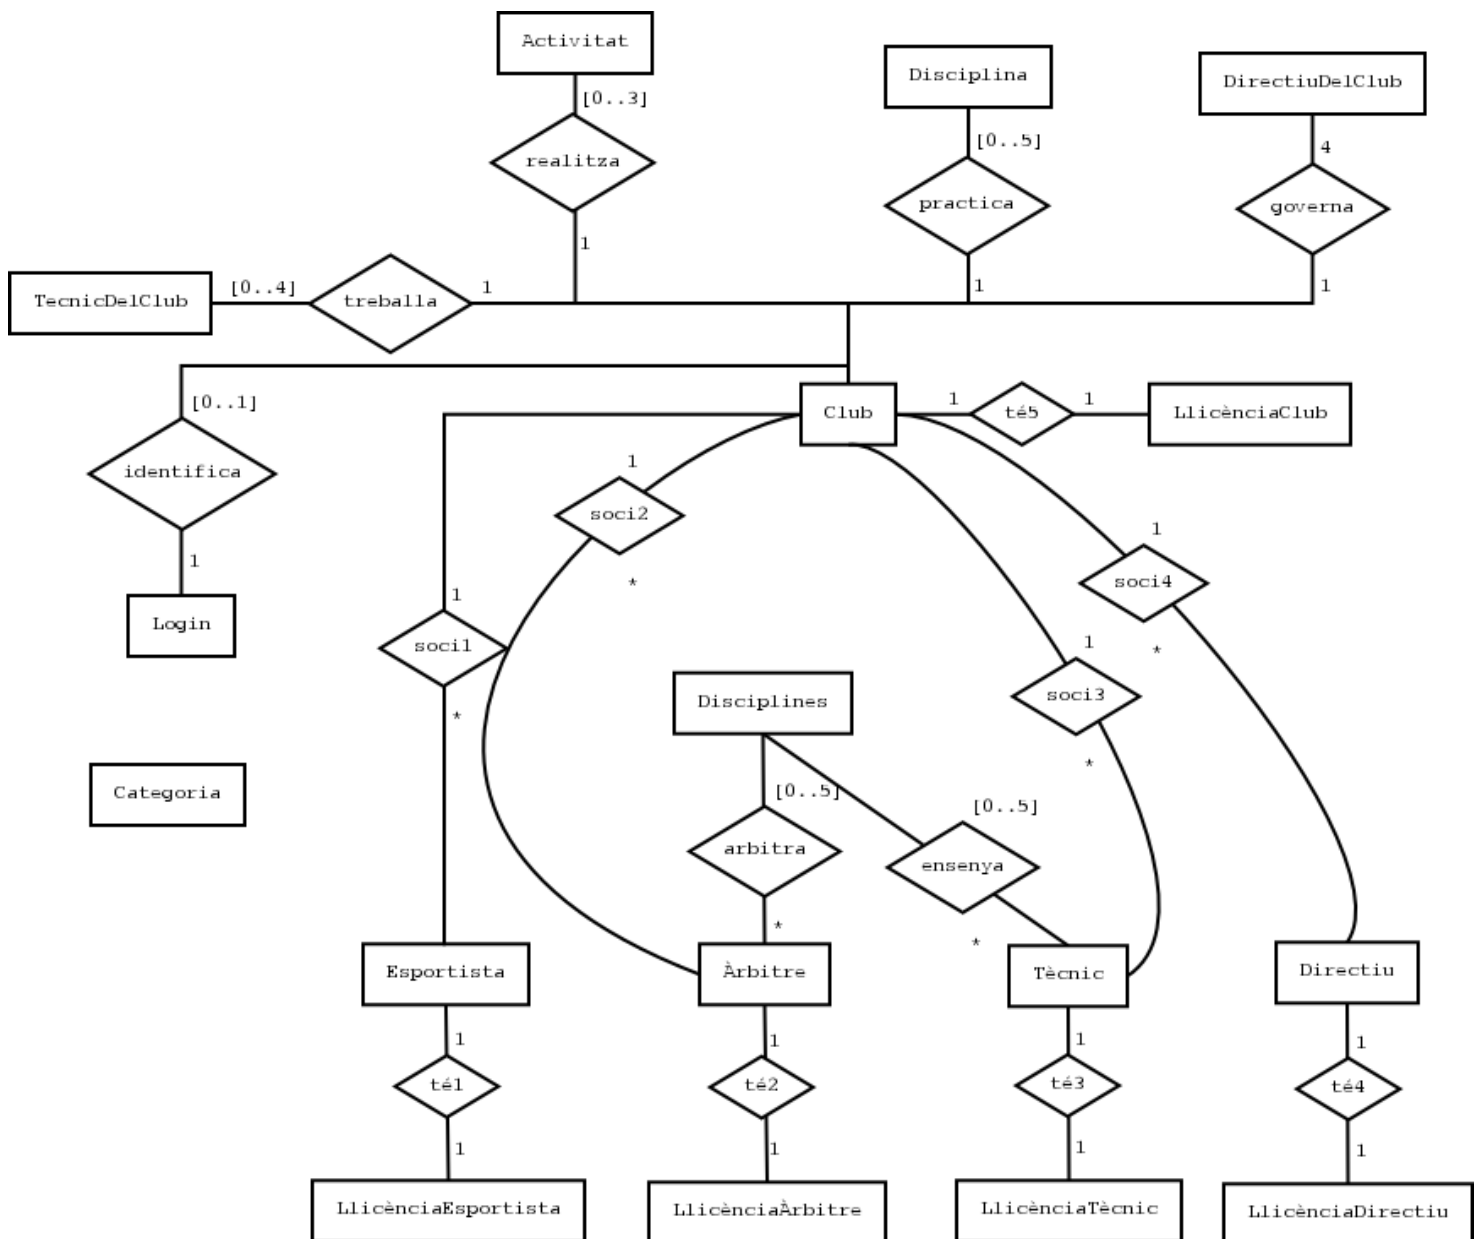 Activitat
[0..3]
realitza
1
Disciplina
[0..5]
practica
1
DirectiuDelClub
4
governa
1
TecnicDelClub
[0..4]
treballa
1
[0..1]
identifica
1
Login
Club
1
té5
1
LlicènciaClub
1
soci2
*
1
soci4
*
1
soci1
*
1
soci3
*
Disciplines
[0..5]
arbitra
*
[0..5]
ensenya
*
Categoria
Esportista
Àrbitre
Tècnic
Directiu
1
té1
1
1
té2
1
1
té3
1
1
té4
1
LlicènciaEsportista
LlicènciaÀrbitre
LlicènciaTècnic
LlicènciaDirectiu